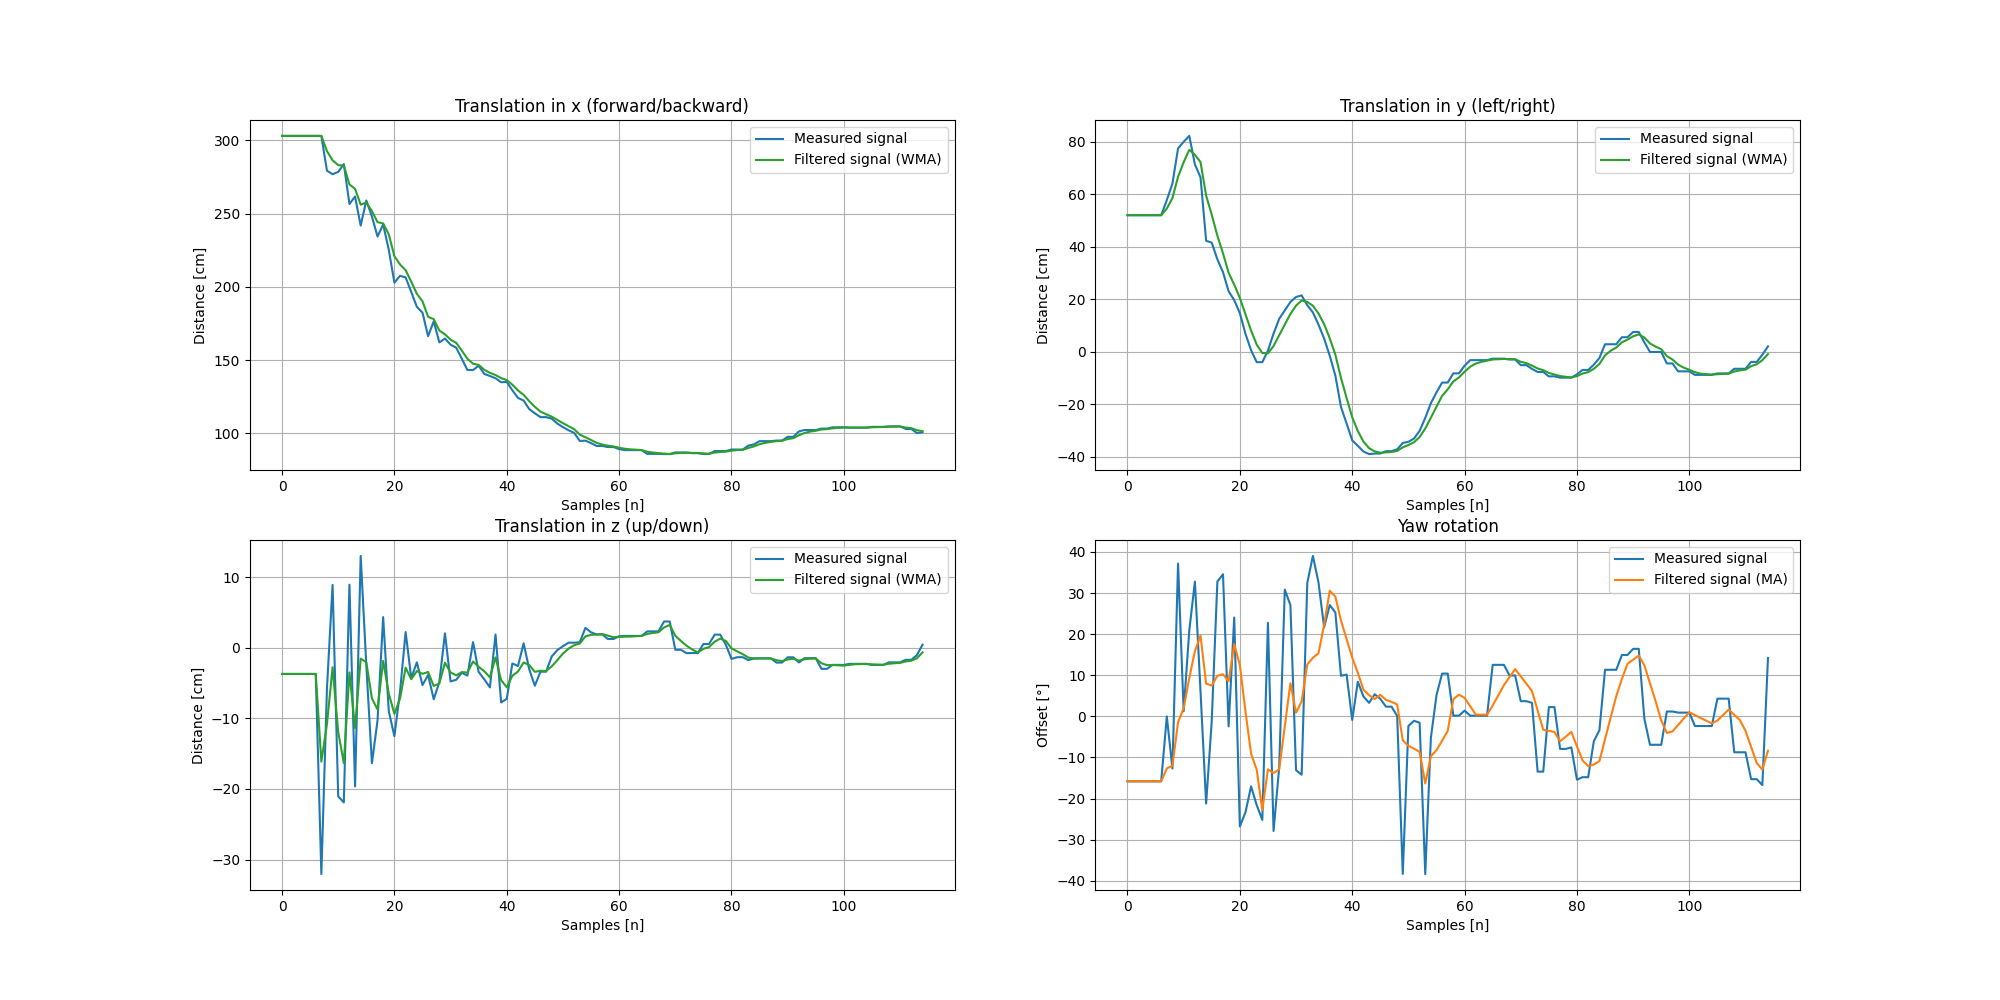 Translation in x (forward/backward)
Measured signal
Filtered signal (WMA)
300
250
200
150
100
Distance [cm]
0 20 40 60 80 100
Samples [n]
Translation in y (left/right)
Measured signal
Filtered signal (WMA)
80
60
40
20
0
−20
−40
Distance [cm]
0 20 40 60 80 100
Samples [n]
Translation in z (up/down)
Measured signal
Filtered signal (WMA)
10
0
−10
−20
−30
Distance [cm]
0 20 40 60 80 100
Samples [n]
Yaw rotation
Measured signal
Filtered signal (MA)
40
30
20
10
0
−10
−20
−30
−40
Offset [°]
0 20 40 60 80 100
Samples [n]